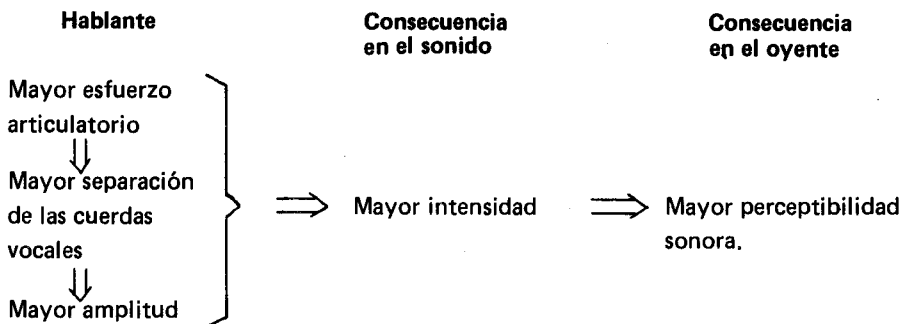 Hablante
Consecuencia
en el sonido
Consecuencia
en el oyente
Mayor esfuerzo
articulatorio
Mayor separación
de las cuerdas
vocales
Mayor amplitud
Mayor intensidad
Mayor perceptibilidad
sonora.